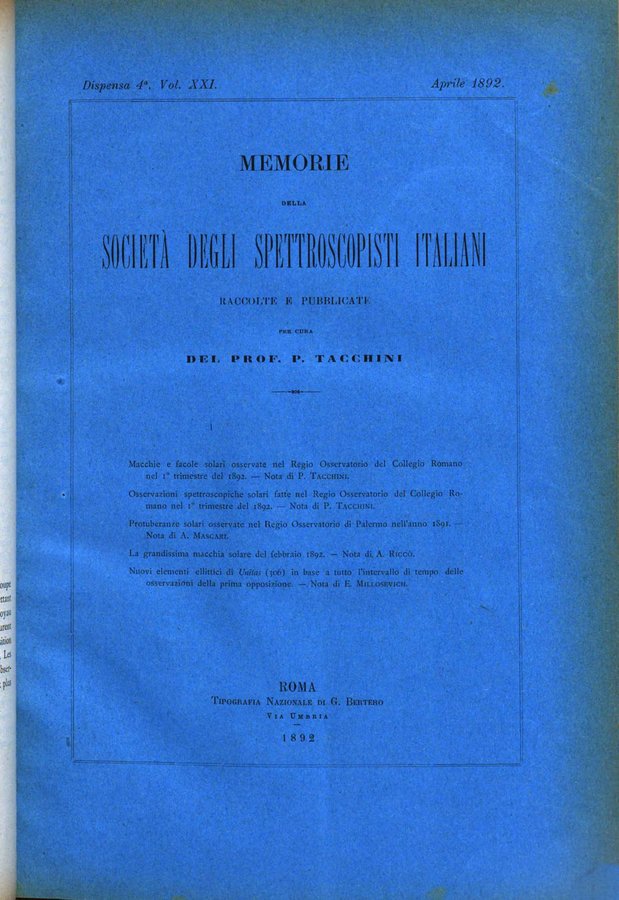 Dispensa 4ª. Vol. XXI. Aprile 1892.
MEMORIE
DELLA
SOCIETÀ DEGLI SPETTROSCOPISTI ITALIANI
RACCOLTE E PUBBLICATE
PER CURA
DEL PROF. P. TACCHINI
Macchie e facole solari osservate nel Regio Osservatorio del Collegio Romano
nel 1º trimestre del 1892. — Nota di P. TACCHINI.
Osservazioni spettroscopiche solari fatte nel Regio Osservatorio del Collegio Ro-
mano nel 1º trimestre del 1892. — Nota di P. TACCHINI.
Protuberanze solari osservate nel Regio Osservatorio di Palermo nell'anno 1891. —
Nota di A. MASCARI.
La grandissima macchia solare del febbraio 1892. — Nota di A. RICCÒ.
Nuovi elementi ellittici di Unitas (306) in base a tutto l'intervallo di tempo delle
osservazioni della prima opposizione. — Nota di E. MILLOSEVICH.
ROMA
TIPOGRAFIA NAZIONALE DI G. BERTERO
VIA UMBRIA
1892